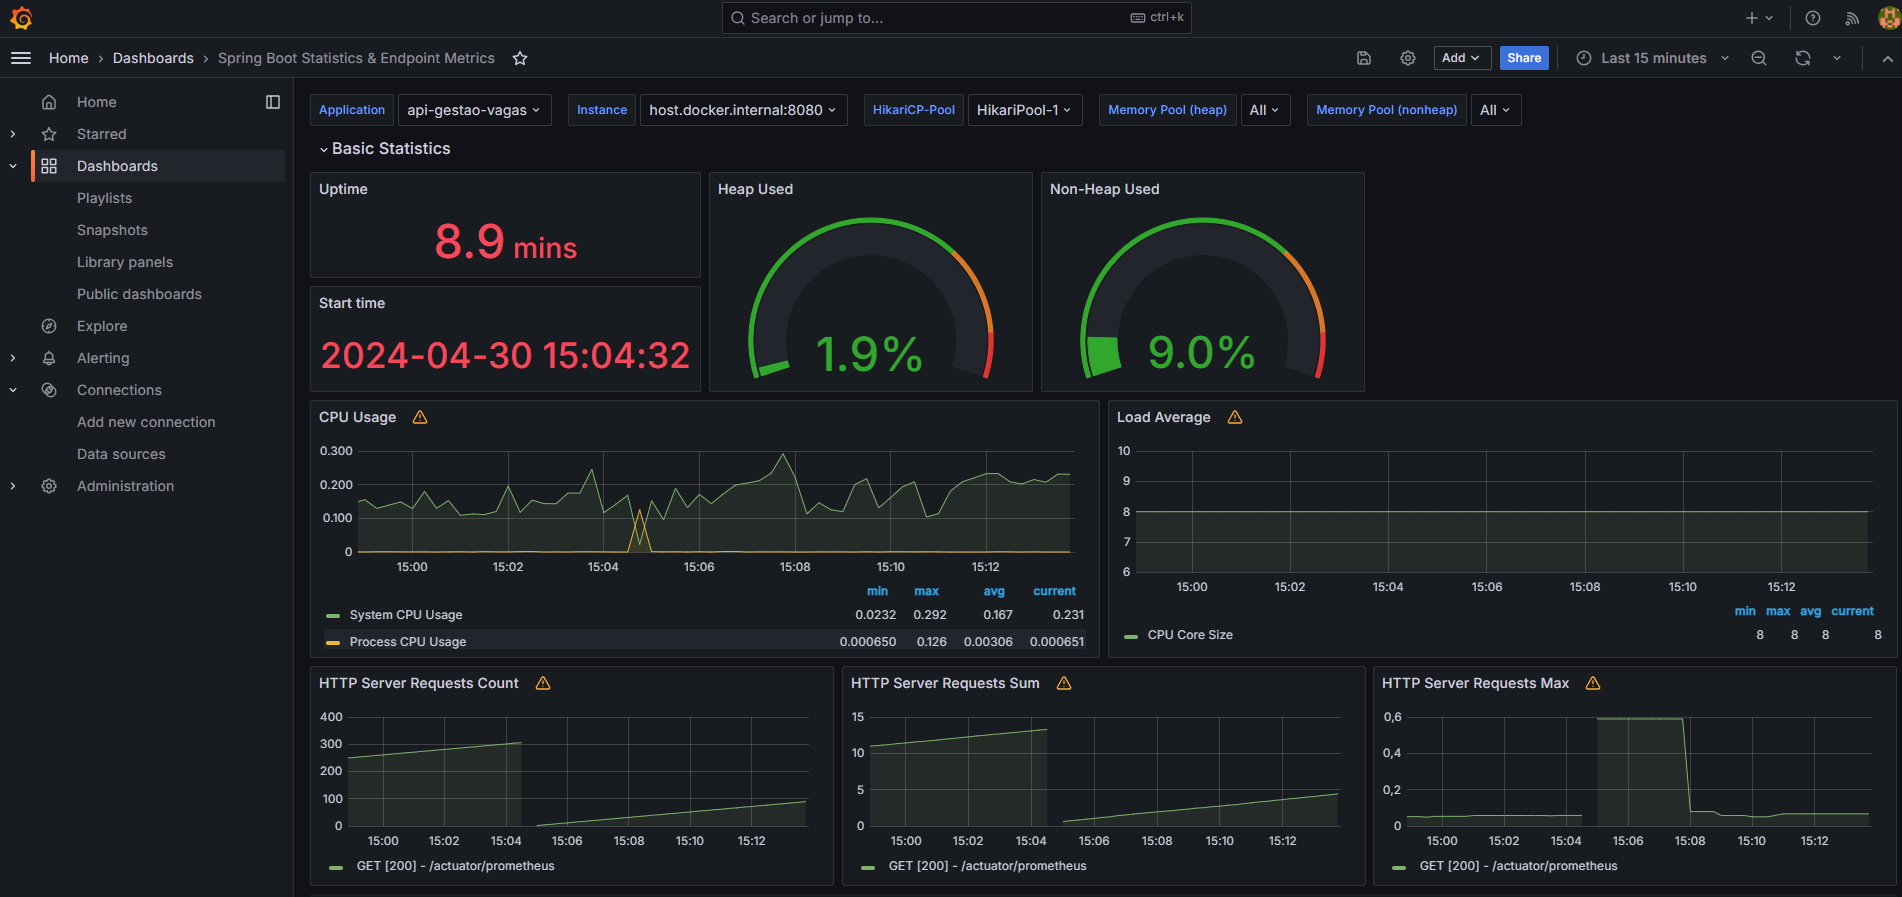 Search or jump to...
ctrl+k
Home › Dashboards › Spring Boot Statistics & Endpoint Metrics
Add
Share
Last 15 minutes
Home
Starred
Dashboards
Playlists
Snapshots
Library panels
Public dashboards
Explore
Alerting
Connections
Add new connection
Data sources
Administration
Application api-gestao-vagas Instance host.docker.internal:8080 HikariCP-Pool HikariPool-1 Memory Pool (heap) All Memory Pool (nonheap) All
Basic Statistics
Uptime
8.9 mins
Start time
2024-04-30 15:04:32
Heap Used
1.9%
Non-Heap Used
9.0%
CPU Usage
0.300
0.200
0.100
0
15:00 15:02 15:04 15:06 15:08 15:10 15:12
min max avg current
System CPU Usage 0.0232 0.292 0.167 0.231
Process CPU Usage 0.000650 0.126 0.00306 0.000651
Load Average
10
9
8
7
6
15:00 15:02 15:04 15:06 15:08 15:10 15:12
min max avg current
CPU Core Size 8 8 8 8
HTTP Server Requests Count
400
300
200
100
0
15:00 15:02 15:04 15:06 15:08 15:10 15:12
GET [200] - /actuator/prometheus
HTTP Server Requests Sum
15
10
5
0
15:00 15:02 15:04 15:06 15:08 15:10 15:12
GET [200] - /actuator/prometheus
HTTP Server Requests Max
0,6
0,4
0,2
0
15:00 15:02 15:04 15:06 15:08 15:10 15:12
GET [200] - /actuator/prometheus